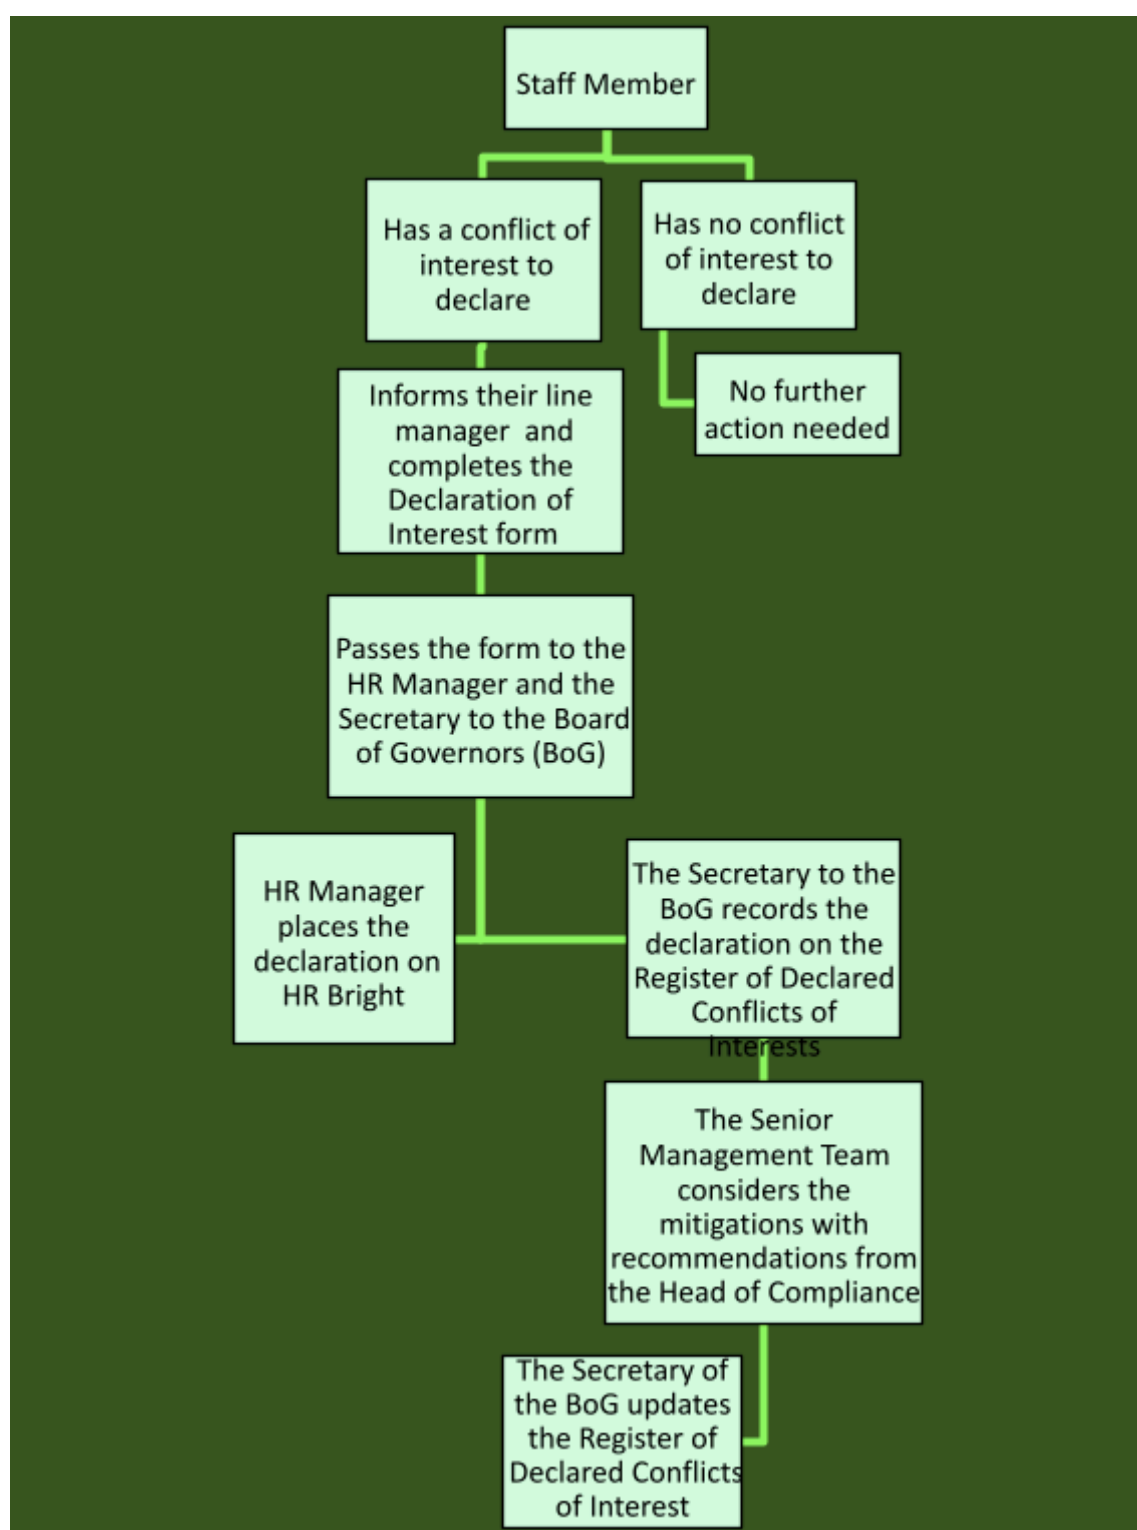 Staff Member
Has a conflict of
interest to
declare
Has no conflict
of interest to
declare
No further
action needed
Informs their line
manager and
completes the
Declaration of
Interest form
Passes the form to the
HR Manager and the
Secretary to the Board
of Governors (BoG)
HR Manager
places the
declaration on
HR Bright
The Secretary to the
BoG records the
declaration on the
Register of Declared
Conflicts of
Interests
The Senior
Management Team
considers the
mitigations with
recommendations from
the Head of Compliance
The Secretary of
the BoG updates
the Register of
Declared Conflicts
of Interest